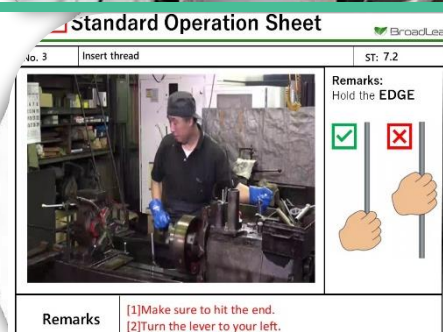 Standard Operation Sheet
BroadLea
No. 3
Insert thread
ST: 7.2
Remarks:
Hold the EDGE
Remarks
[1]Make sure to hit the end.
[2]Turn the lever to your left.